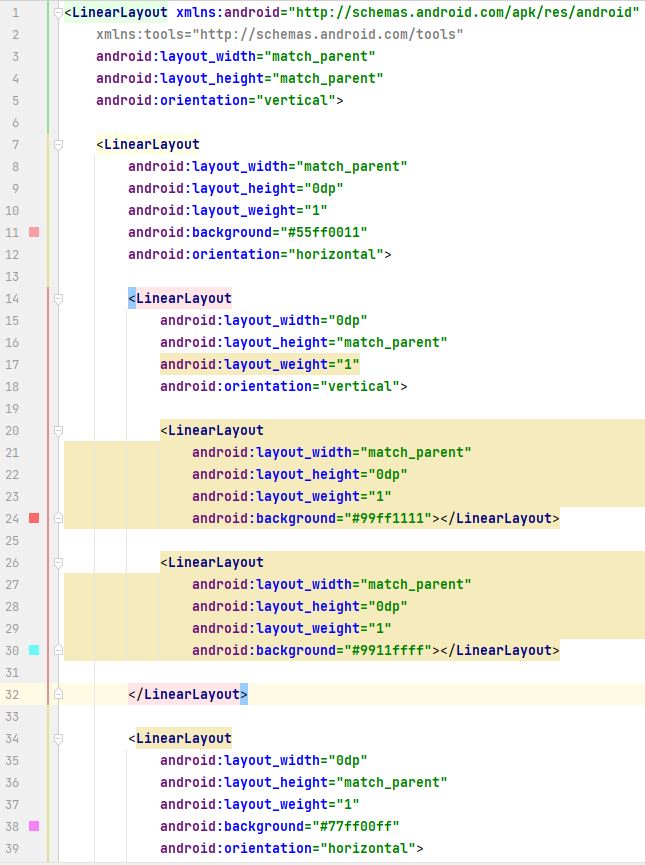 1 <LinearLayout xmlns:android="http://schemas.android.com/apk/res/android"
2 xmlns:tools="http://schemas.android.com/tools"
3 android:layout_width="match_parent"
4 android:layout_height="match_parent"
5 android:orientation="vertical">
6
7 <LinearLayout
8 android:layout_width="match_parent"
9 android:layout_height="0dp"
10 android:layout_weight="1"
11 android:background="#55ff0011"
12 android:orientation="horizontal">
13
14 <LinearLayout
15 android:layout_width="0dp"
16 android:layout_height="match_parent"
17 android:layout_weight="1"
18 android:orientation="vertical">
19
20 <LinearLayout
21 android:layout_width="match_parent"
22 android:layout_height="0dp"
23 android:layout_weight="1"
24 android:background="#99ff1111"></LinearLayout>
25
26 <LinearLayout
27 android:layout_width="match_parent"
28 android:layout_height="0dp"
29 android:layout_weight="1"
30 android:background="#9911ffff"></LinearLayout>
31
32 </LinearLayout>
33
34 <LinearLayout
35 android:layout_width="0dp"
36 android:layout_height="match_parent"
37 android:layout_weight="1"
38 android:background="#77ff00ff"
39 android:orientation="horizontal">